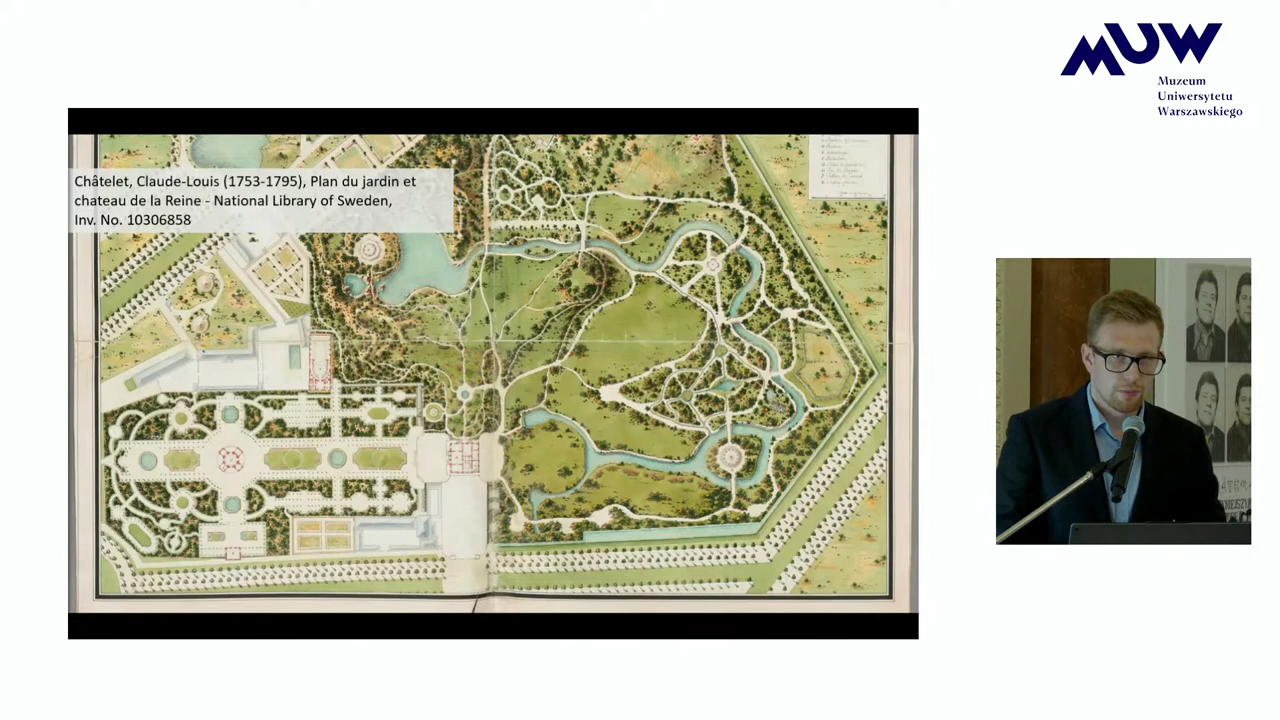 MUW
Muzeum
Uniwersytetu
Warszawskiego
Châtelet, Claude-Louis (1753-1795), Plan du jardin et
chateau de la Reine - National Library of Sweden,
Inv. No. 10306858